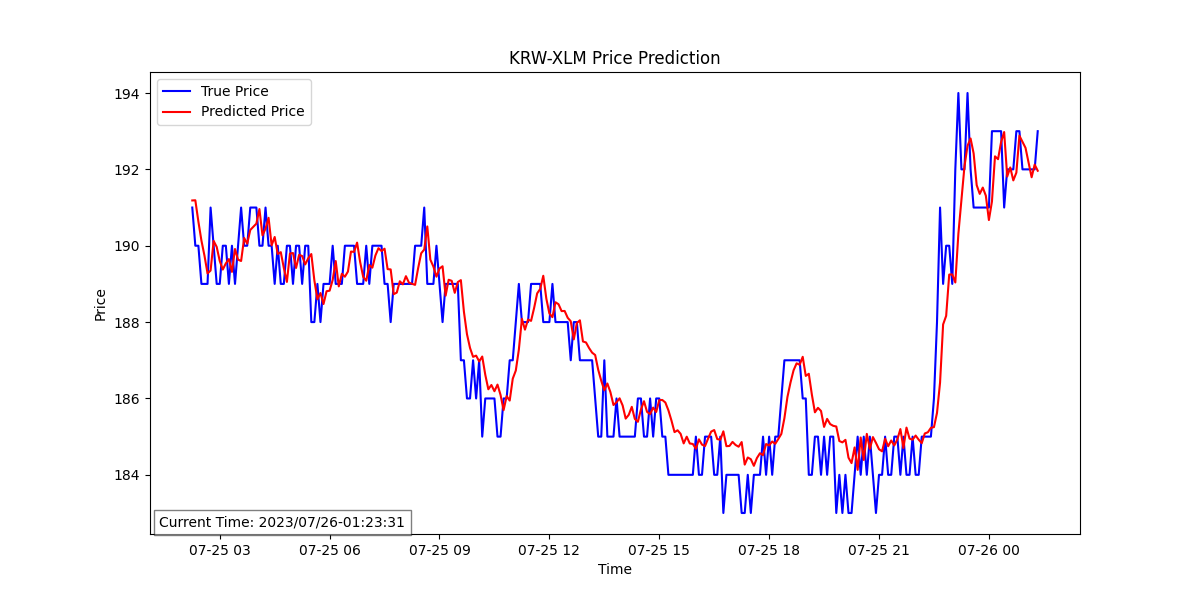 KRW-XLM Price Prediction
True Price
Predicted Price
194
192
190
188
186
184
Price
Current Time: 2023/07/26-01:23:31
07-25 03
07-25 06
07-25 09
07-25 12
07-25 15
07-25 18
07-25 21
07-26 00
Time